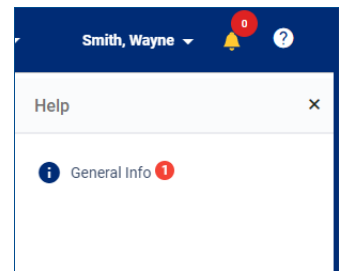 Smith, Wayne 0 ?
Help ×
i General Info 1